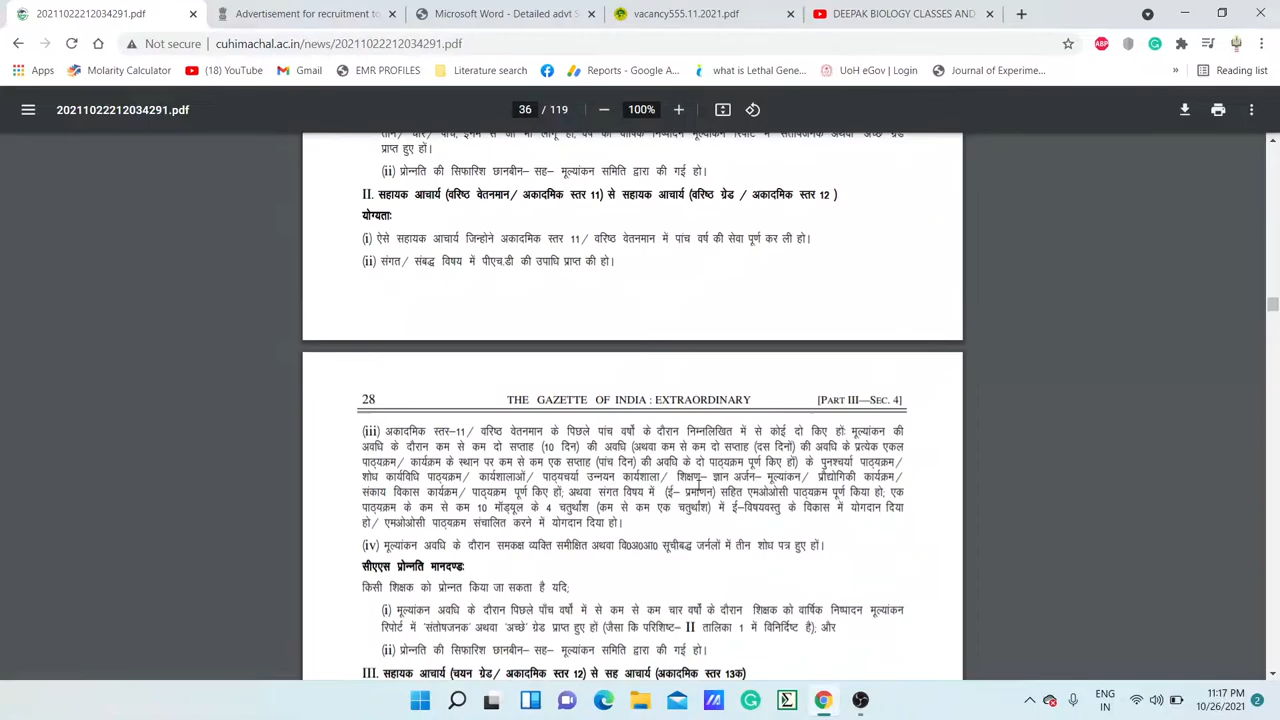 20211022212034291.pdf
Advertisement for recruitment to
Microsoft Word - Detailed advt S
vacancy555.11.2021.pdf
DEEPAK BIOLOGY CLASSES AND
Not secure
cuhimachal.ac.in/news/20211022212034291.pdf
Apps
Molarity Calculator
(18) YouTube
Gmail
EMR PROFILES
Literature search
Reports - Google A...
what is Lethal Gene...
UoH eGov | Login
Journal of Experime...
»
Reading list
20211022212034291.pdf
36 / 119
100%
प्राप्त हुए हों।
(ii) प्रोन्नति की सिफारिश छानबीन– सह– मूल्यांकन समिति द्वारा की गई हो।
II. सहायक आचार्य (वरिष्ठ वेतनमान/ अकादमिक स्तर 11) से सहायक आचार्य (वरिष्ठ ग्रेड / अकादमिक स्तर 12 )
योग्यताः
(i) ऐसे सहायक आचार्य जिन्होने अकादमिक स्तर 11/ वरिष्ठ वेतनमान में पांच वर्ष की सेवा पूर्ण कर ली हो।
(ii) संगत/ संबद्ध विषय में पीएच.डी की उपाधि प्राप्त की हो।
28 THE GAZETTE OF INDIA : EXTRAORDINARY [PART III—SEC. 4]
(iii) अकादमिक स्तर–11/ वरिष्ठ वेतनमान के पिछले पांच वर्षो के दौरान निम्नलिखित में से कोई दो किए हों: मूल्यांकन की
अवधि के दौरान कम से कम दो सप्ताह (10 दिन) की अवधि (अथवा कम से कम दो सप्ताह (दस दिनों) की अवधि के प्रत्येक एकल
पाठ्यक्रम/ कार्यक्रम के स्थान पर कम से कम एक सप्ताह (पांच दिन) की अवधि के दो पाठ्यक्रम पूर्ण किए हों) के पुनश्चर्या पाठ्यक्रम/
शोध कार्यविधि पाठ्यक्रम/ कार्यशालाओं/ पाठ्यचर्या उन्नयन कार्यशाला/ शिक्षण– ज्ञान अर्जन– मूल्यांकन/ प्रौद्योगिकी कार्यक्रम/
संकाय विकास कार्यक्रम/ पाठ्यक्रम पूर्ण किए हों; अथवा संगत विषय में (ई– प्रमाणन) सहित एमओओसी पाठ्यक्रम पूर्ण किया हो; एक
पाठ्यक्रम के कम से कम 10 मॉड्यूल के 4 चतुर्थांश (कम से कम एक चतुर्थांश) में ई–विषयवस्तु के विकास में योगदान दिया
हो/ एमओओसी पाठ्यक्रम संचालित करने में योगदान दिया हो।
(iv) मूल्यांकन अवधि के दौरान समकक्ष व्यक्ति समीक्षित अथवा वि0अ0आ0 सूचीबद्ध जर्नलों में तीन शोध पत्र हुए हों।
सीएएस प्रोन्नति मानदण्डः
किसी शिक्षक को प्रोन्नत किया जा सकता है यदि;
(i) मूल्यांकन अवधि के दौरान पिछले पाँच वर्षो में से कम से कम चार वर्षो के दौरान शिक्षक को वार्षिक निष्पादन मूल्यांकन
रिपोर्ट में 'संतोषजनक' अथवा 'अच्छे' ग्रेड प्राप्त हुए हों (जैसा कि परिशिष्ट– II तालिका 1 में विनिर्दिष्ट है); और
(ii) प्रोन्नति की सिफारिश छानबीन– सह– मूल्यांकन समिति द्वारा की गई हो।
III. सहायक आचार्य (चयन ग्रेड/ अकादमिक स्तर 12) से सह आचार्य (अकादमिक स्तर 13क)
ENG
IN
11:17 PM
10/26/2021
2